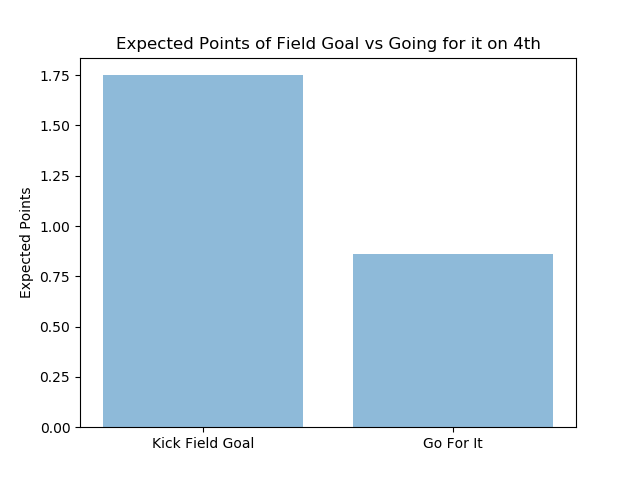 Expected Points of Field Goal vs Going for it on 4th
Expected Points
1.75
1.50
1.25
1.00
0.75
0.50
0.25
0.00
Kick Field Goal
Go For It